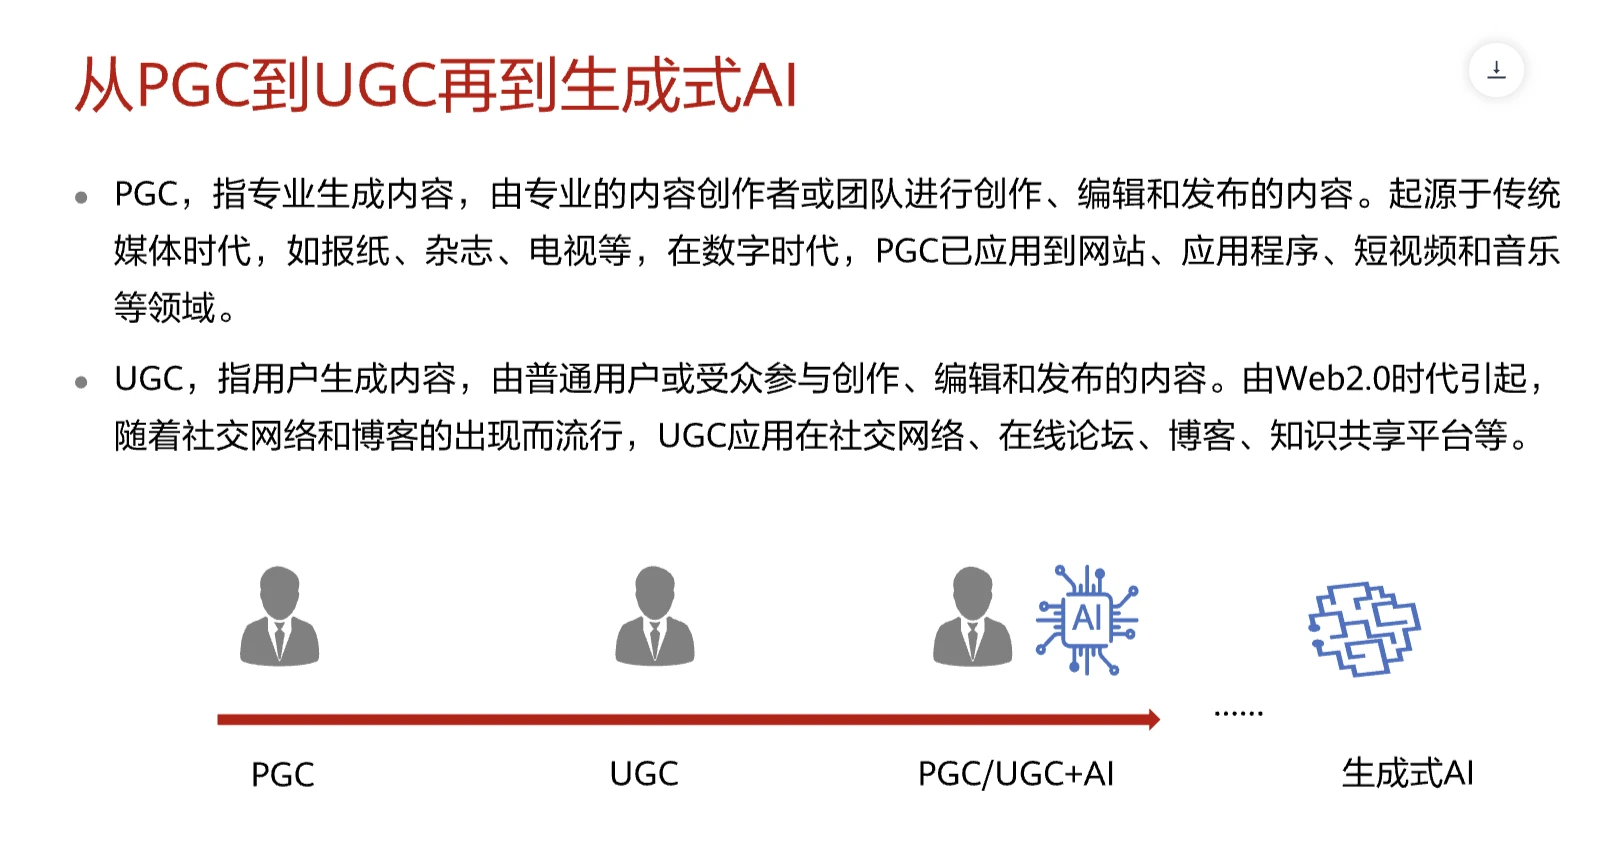 从PGC到UGC再到生成式AI
PGC，指专业生成内容，由专业的内容创作者或团队进行创作、编辑和发布的内容。起源于传统
媒体时代，如报纸、杂志、电视等，在数字时代，PGC已应用到网站、应用程序、短视频和音乐
等领域。
UGC，指用户生成内容，由普通用户或受众参与创作、编辑和发布的内容。由Web2.0时代引起，
随着社交网络和博客的出现而流行，UGC应用在社交网络、在线论坛、博客、知识共享平台等。
AI
......
PGC
UGC
PGC/UGC+AI
生成式AI